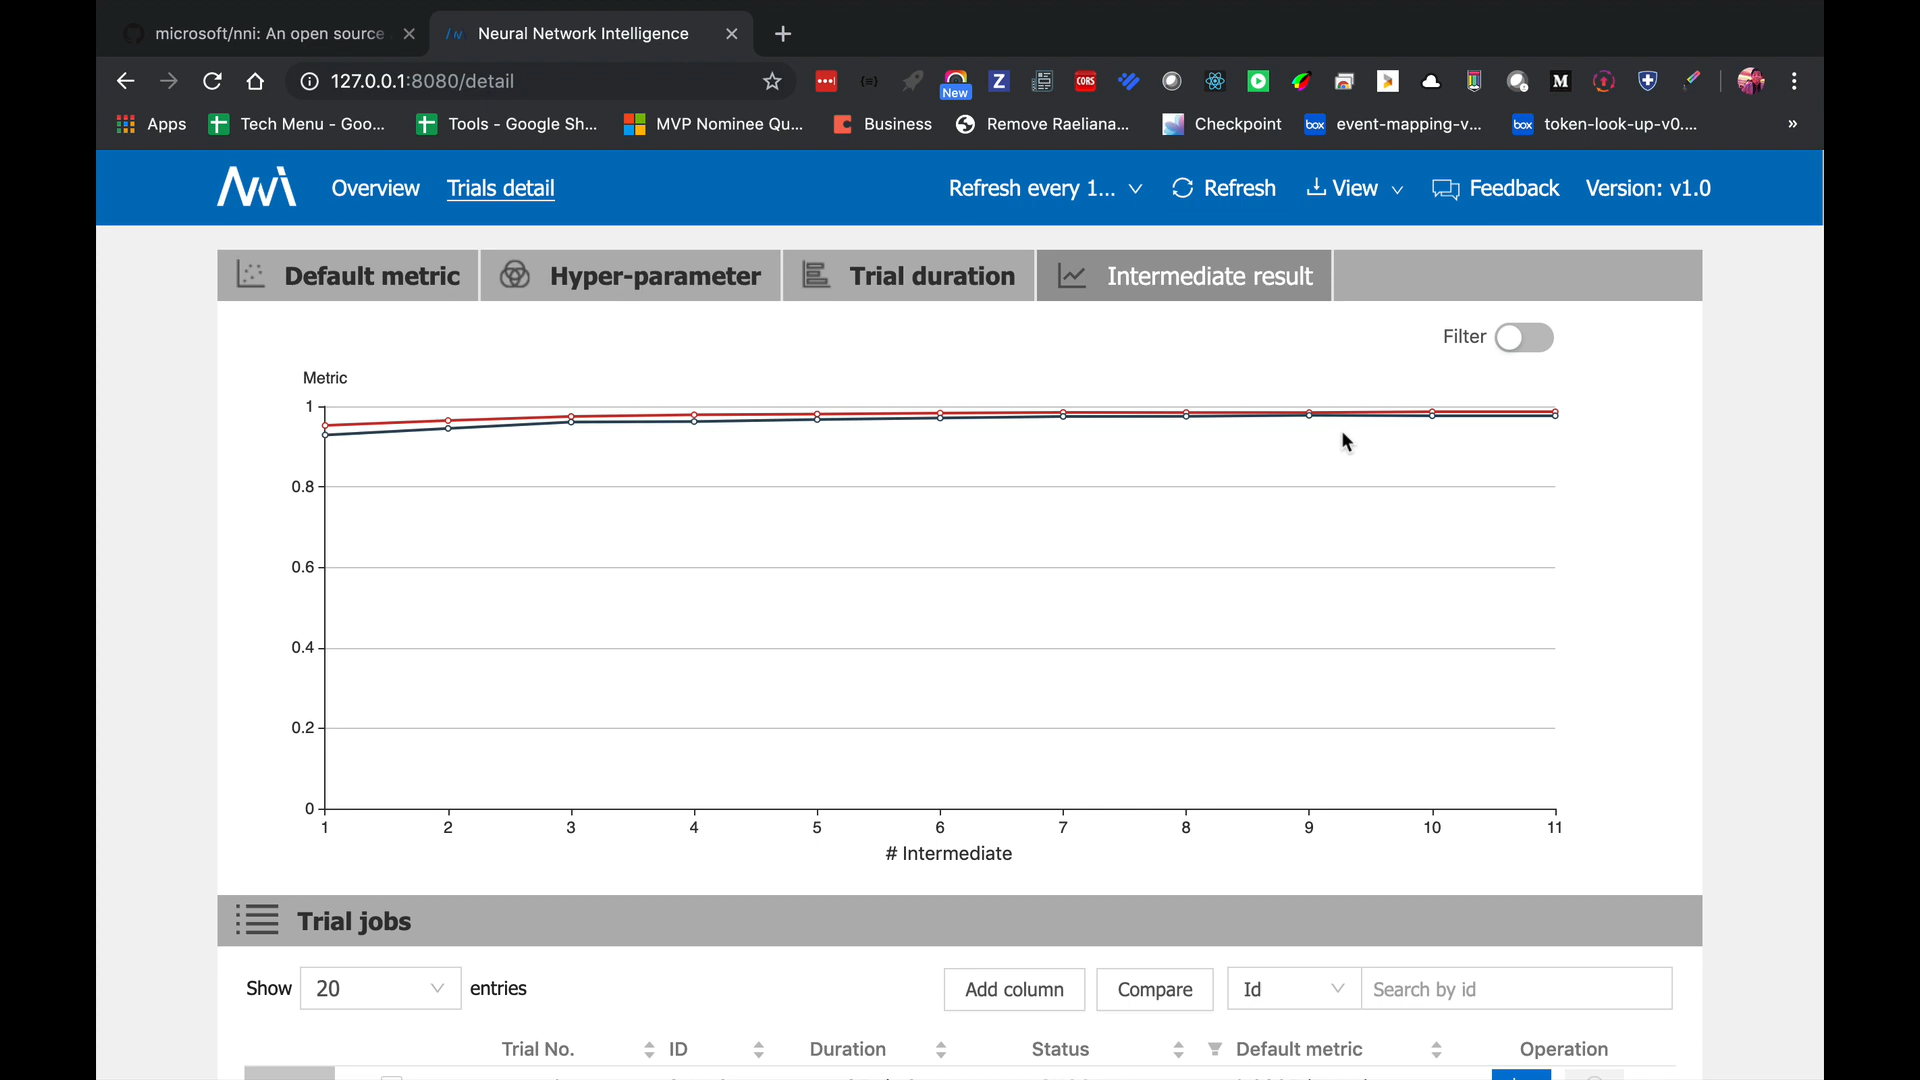 microsoft/nni: An open source
Neural Network Intelligence
127.0.0.1:8080/detail
New
Z
CORS
M
Apps
Tech Menu - Goo...
Tools - Google Sh...
MVP Nominee Qu...
Business
Remove Raeliana...
Checkpoint
box
event-mapping-v...
box
token-look-up-v0....
»
Overview
Trials detail
Refresh every 1...
Refresh
View
Feedback
Version: v1.0
Default metric
Hyper-parameter
Trial duration
Intermediate result
Filter
Metric
1
0.8
0.6
0.4
0.2
0
1 2 3 4 5 6 7 8 9 10 11
# Intermediate
Trial jobs
Show 20 entries
Add column
Compare
Id
Search by id
Trial No.
ID
Duration
Status
Default metric
Operation